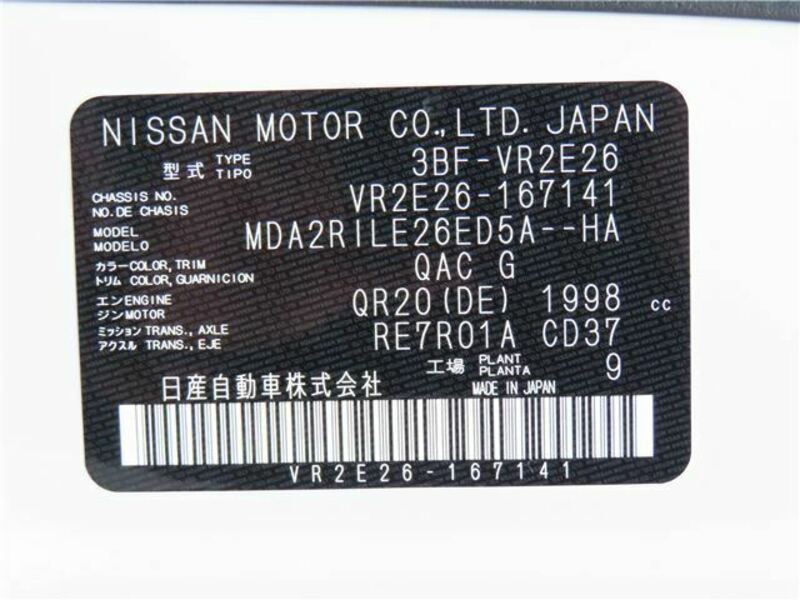 NISSAN MOTOR CO.,LTD. JAPAN
型式 TYPE TIPO 3BF-VR2E26
CHASSIS NO. NO. DE CHASIS VR2E26-167141
MODEL MODELO MDA2RILE26ED5A--HA
カラー COLOR, TRIM トリム COLOR, GUARNICION QAC G
エンジン ENGINE MOTOR QR20(DE) 1998 cc
ミッション TRANS., AXLE アクスル TRANS., EJE RE7R01A CD37
工場 PLANT PLANTA 9
日産自動車株式会社 MADE IN JAPAN
VR2E26-167141